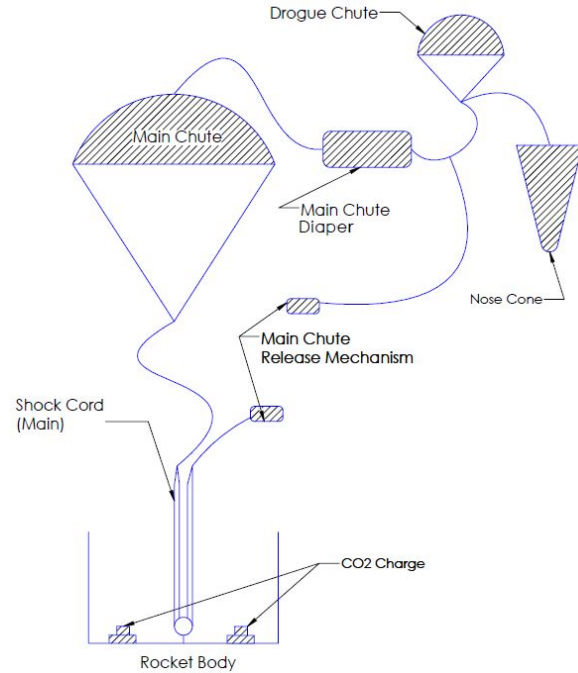 Drogue Chute
Main Chute
Main Chute
Diaper
Nose Cone
Main Chute
Release Mechanism
Shock Cord
(Main)
CO2 Charge
Rocket Body